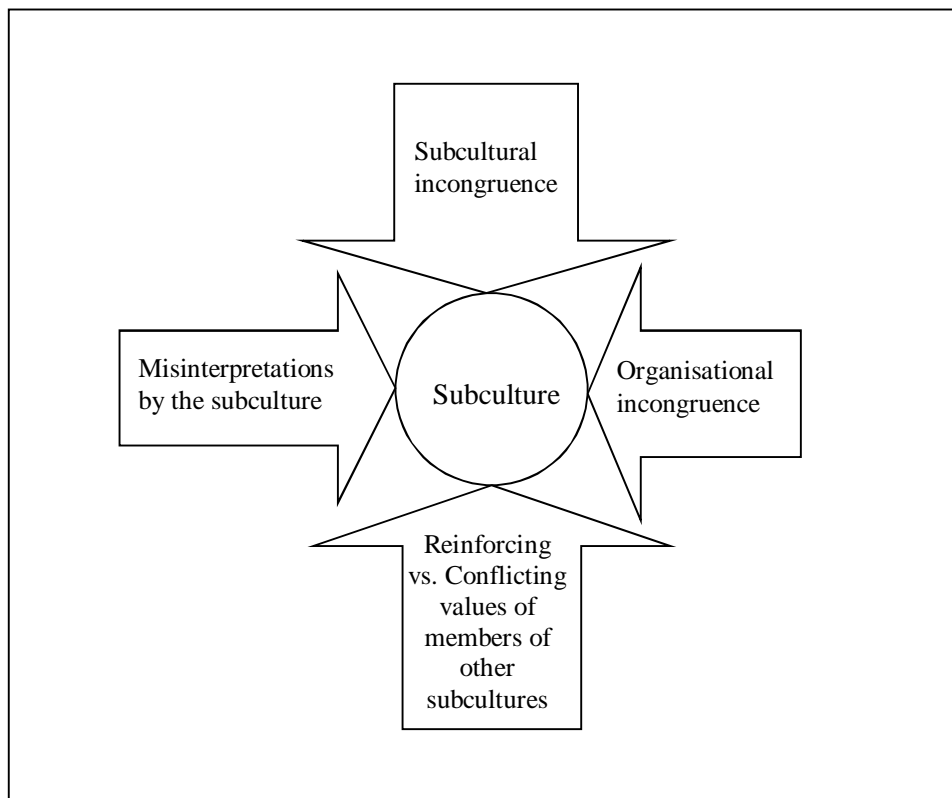 Subcultural
incongruence
Misinterpretations
by the subculture
Subculture
Organisational
incongruence
Reinforcing
vs. Conflicting
values of
members of
other
subcultures